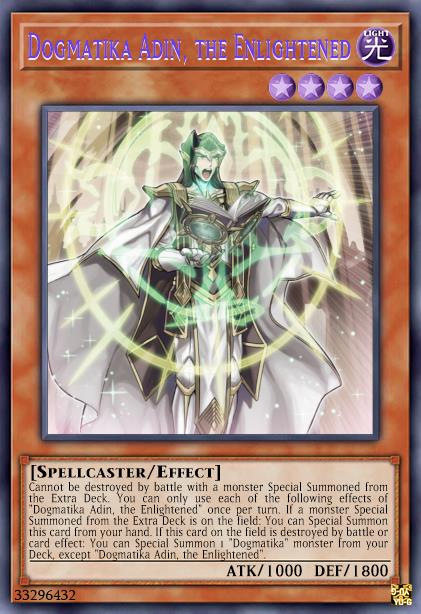 Dogmatika Adin, the Enlightened
LIGHT
光
[Spellcaster/Effect]
Cannot be destroyed by battle with a monster Special Summoned from
the Extra Deck. You can only use each of the following effects of
"Dogmatika Adin, the Enlightened" once per turn. If a monster Special
Summoned from the Extra Deck is on the field: You can Special Summon
this card from your hand. If this card on the field is destroyed by battle or
card effect: You can Special Summon 1 "Dogmatika" monster from your
Deck, except "Dogmatika Adin, the Enlightened".
ATK/1000 DEF/1800
33296432